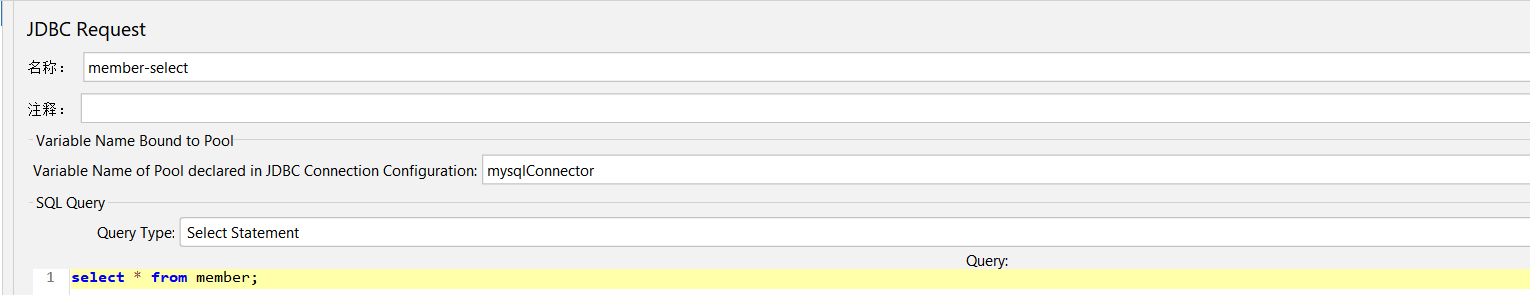 JDBC Request
名称： member-select
注释：
Variable Name Bound to Pool
Variable Name of Pool declared in JDBC Connection Configuration: mysqlConnector
SQL Query
Query Type: Select Statement
Query:
1 select * from member;